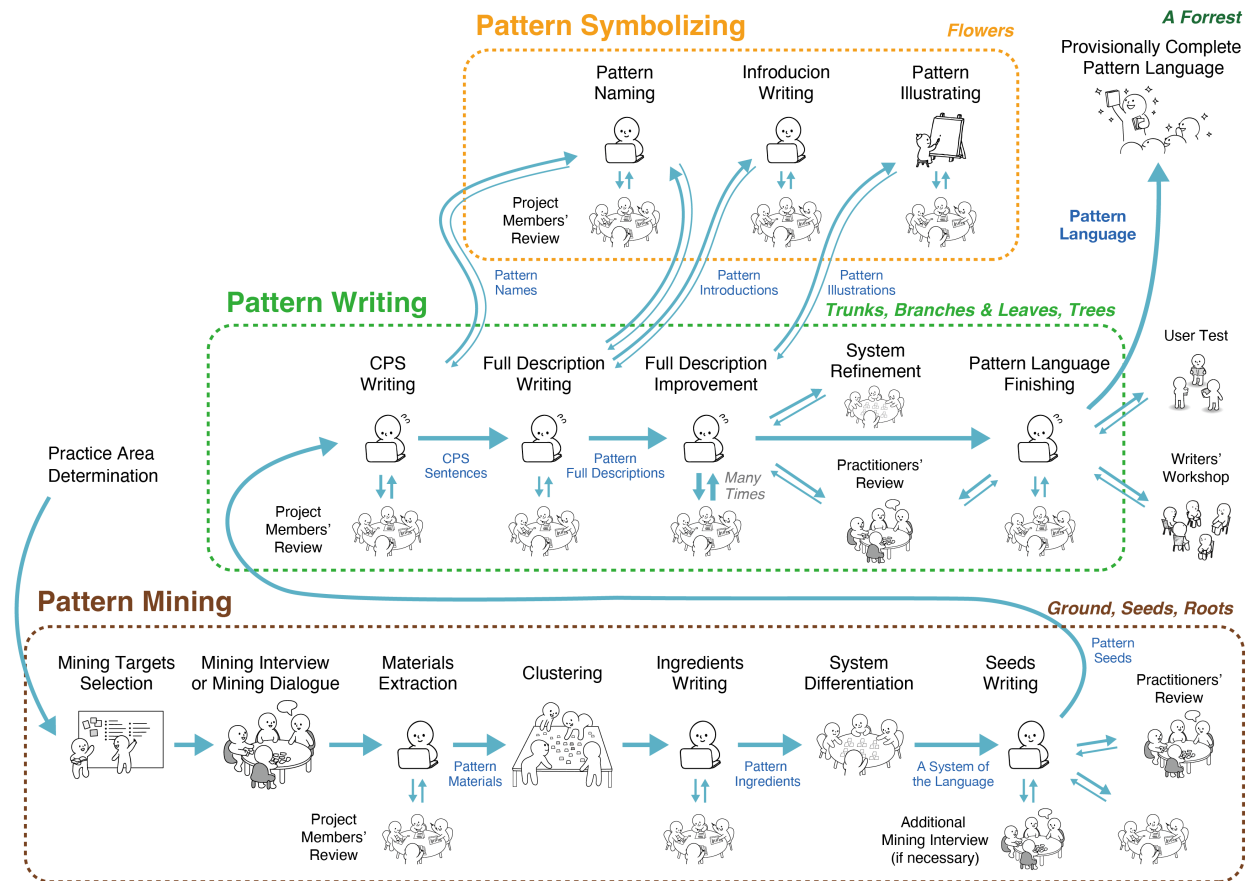 Pattern Symbolizing
Flowers
A Forrest
Provisionally Complete
Pattern Language
Pattern
Naming
Infroducion
Writing
Pattern
Illustrating
Project
Members'
Review
Pattern
Language
Pattern
Names
Pattern
Introductions
Pattern
Illustrations
Pattern Writing
Trunks, Branches & Leaves, Trees
CPS
Writing
Full Description
Writing
Full Description
Improvement
System
Refinement
Pattern Language
Finishing
User Test
Practice Area
Determination
CPS
Sentences
Pattern
Full Descriptions
Many
Times
Practitioners'
Review
Writers'
Workshop
Project
Members'
Review
Pattern Mining
Ground, Seeds, Roots
Mining Targets
Selection
Mining Interview
or Mining Dialogue
Materials
Extraction
Clustering
Ingredients
Writing
System
Differentiation
Seeds
Writing
Pattern
Seeds
Practitioners'
Review
Pattern
Materials
Pattern
Ingredients
A System of
the Language
Project
Members'
Review
Additional
Mining Interview
(if necessary)